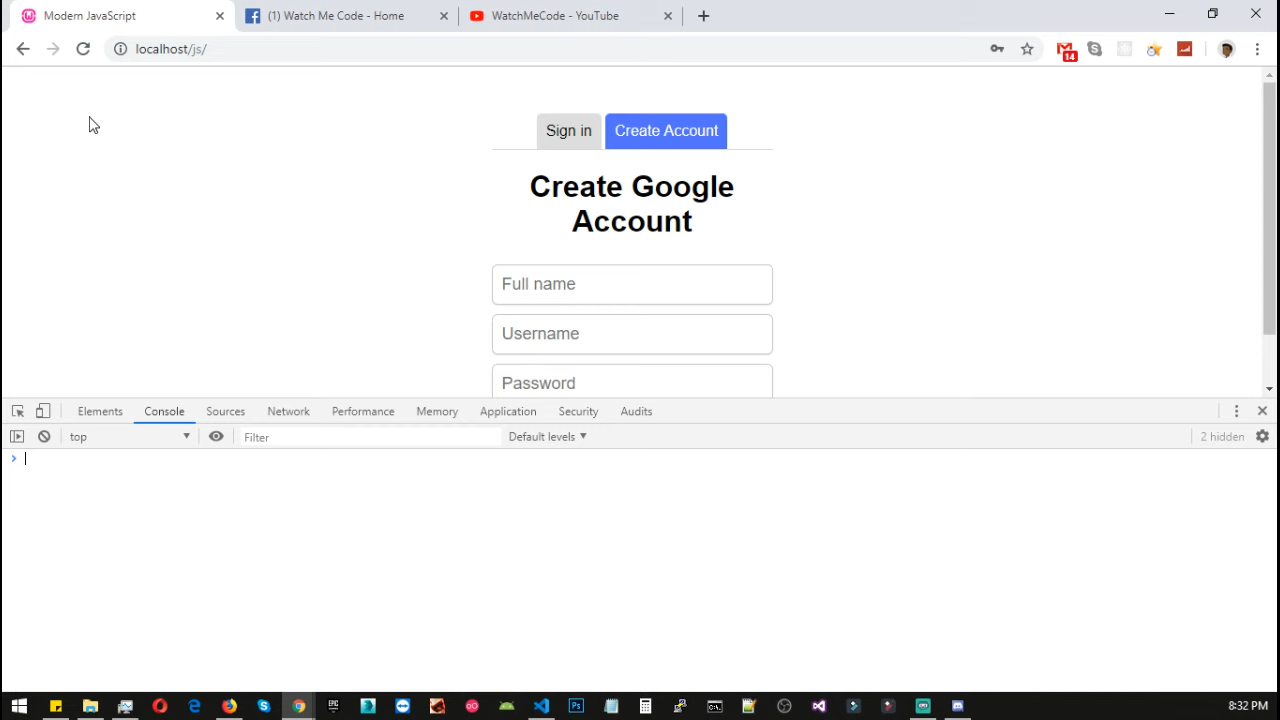 Modern JavaScript
(1) Watch Me Code - Home
WatchMeCode - YouTube
localhost/js/
14
Sign in
Create Account
Create Google
Account
Full name
Username
Password
Elements
Console
Sources
Network
Performance
Memory
Application
Security
Audits
top
Filter
Default levels
2 hidden
8:32 PM